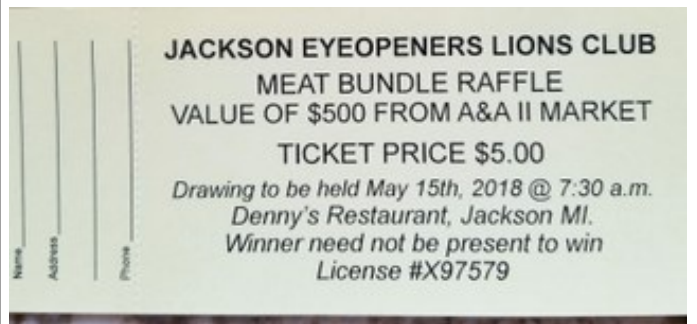 JACKSON EYEOPENERS LIONS CLUB
MEAT BUNDLE RAFFLE
VALUE OF $500 FROM A&A II MARKET
TICKET PRICE $5.00
Drawing to be held May 15th, 2018 @ 7:30 a.m.
Denny's Restaurant, Jackson MI.
Winner need not be present to win
License #X97579
Name
Address
Phone